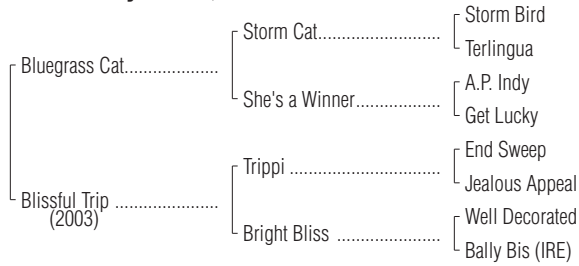 Storm Bird
Storm Cat....................
Terlingua
Bluegrass Cat....................
A.P. Indy
She's a Winner.................
Get Lucky
End Sweep
Trippi ..............................
Jealous Appeal
Blissful Trip ......................
(2003)
Well Decorated
Bright Bliss .....................
Bally Bis (IRE)